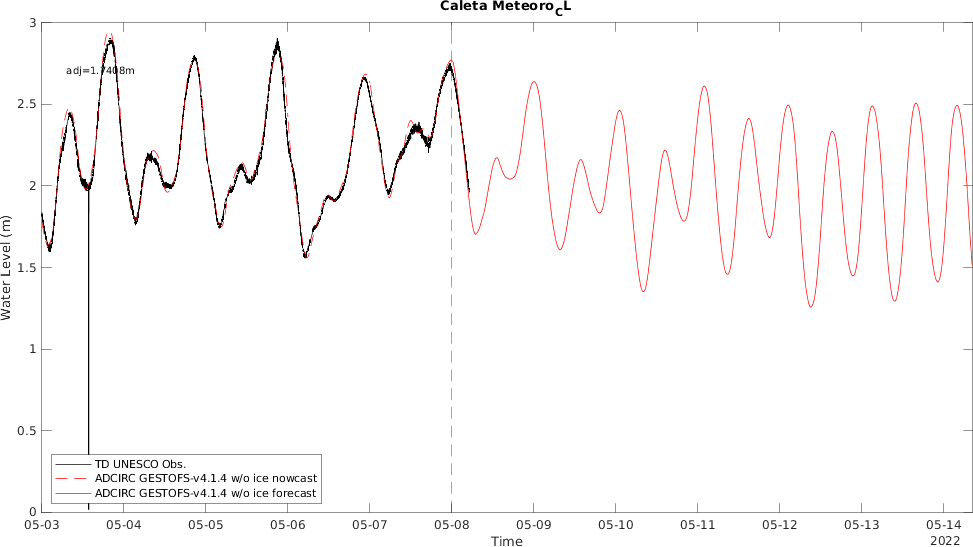 Caleta Meteoro_CL
3
adj=1.7408m
2.5
2
1.5
Water Level (m)
1
0.5
TD UNESCO Obs.
ADCIRC GESTOFS-v4.1.4 w/o ice nowcast
ADCIRC GESTOFS-v4.1.4 w/o ice forecast
0
05-03 05-04 05-05 05-06 05-07 05-08 05-09 05-10 05-11 05-12 05-13 05-14
Time 2022